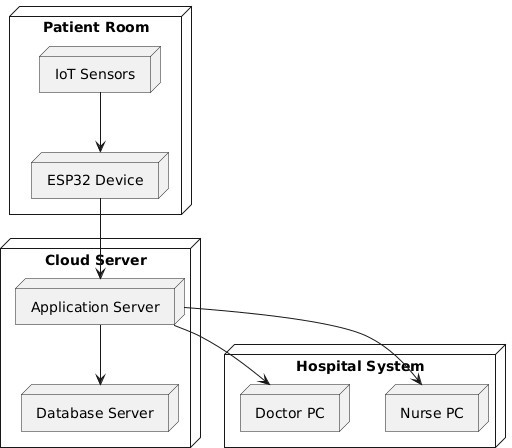 Patient Room
IoT Sensors
ESP32 Device
Cloud Server
Application Server
Database Server
Hospital System
Doctor PC
Nurse PC